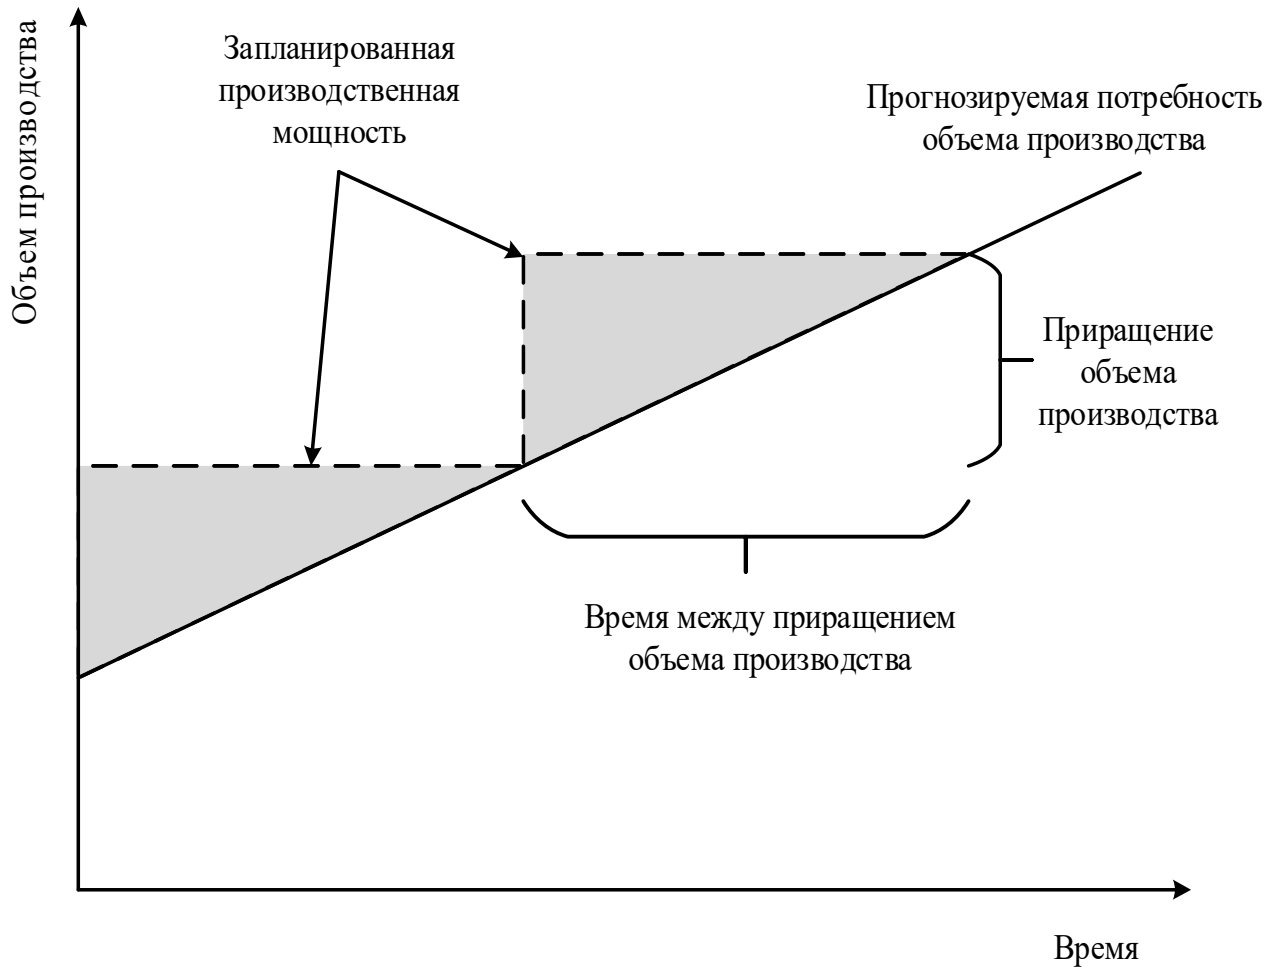 Объем производства
Запланированная
производственная
мощность
Прогнозируемая потребность
объема производства
Приращение
объема
производства
Время между приращением
объема производства
Время